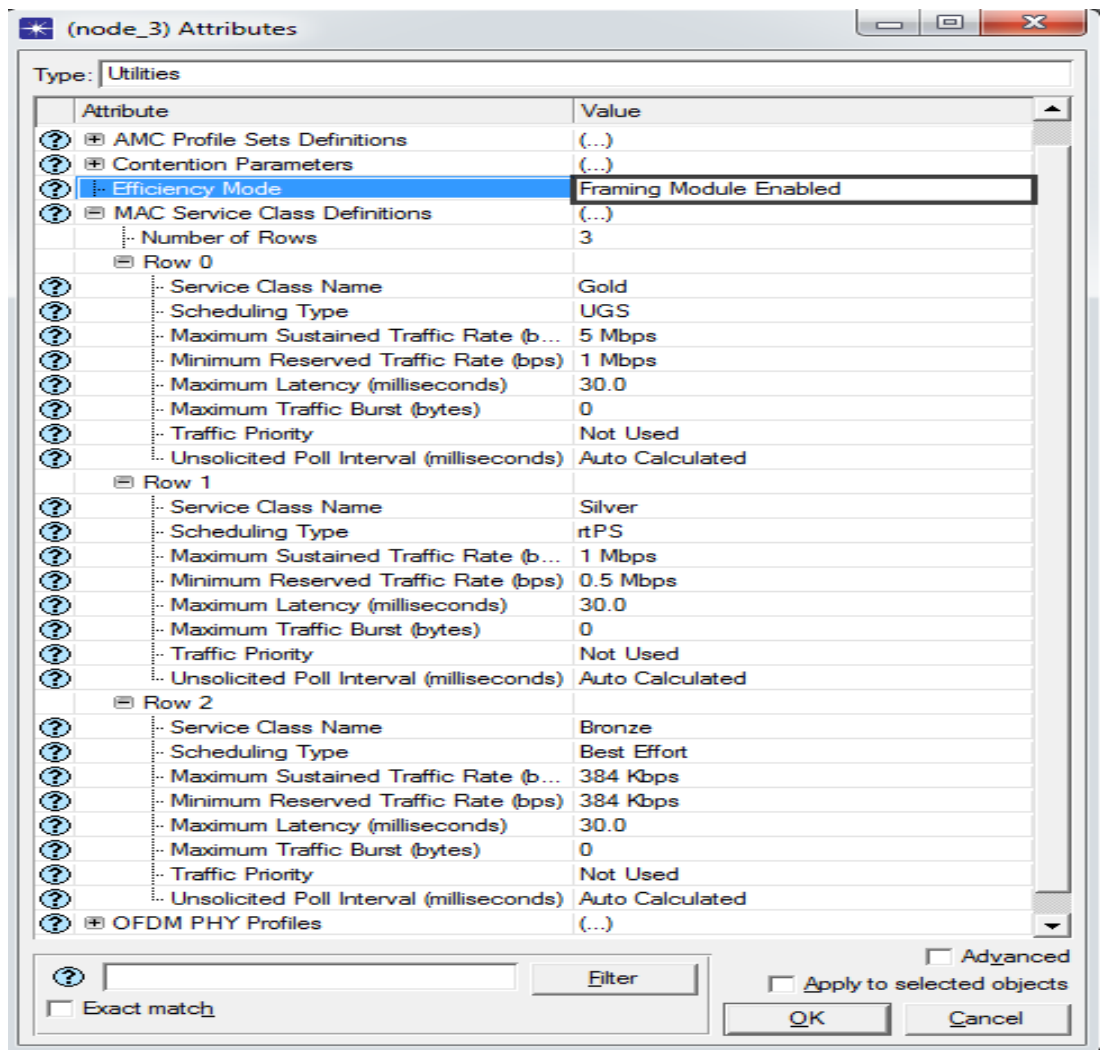 (node_3) Attributes
Type: Utilities
Attribute Value
AMC Profile Sets Definitions (...)
Contention Parameters (...)
Efficiency Mode Framing Module Enabled
MAC Service Class Definitions (...)
Number of Rows 3
Row 0
Service Class Name Gold
Scheduling Type UGS
Maximum Sustained Traffic Rate (b... 5 Mbps
Minimum Reserved Traffic Rate (bps) 1 Mbps
Maximum Latency (milliseconds) 30.0
Maximum Traffic Burst (bytes) 0
Traffic Priority Not Used
Unsolicited Poll Interval (milliseconds) Auto Calculated
Row 1
Service Class Name Silver
Scheduling Type rtPS
Maximum Sustained Traffic Rate (b... 1 Mbps
Minimum Reserved Traffic Rate (bps) 0.5 Mbps
Maximum Latency (milliseconds) 30.0
Maximum Traffic Burst (bytes) 0
Traffic Priority Not Used
Unsolicited Poll Interval (milliseconds) Auto Calculated
Row 2
Service Class Name Bronze
Scheduling Type Best Effort
Maximum Sustained Traffic Rate (b... 384 Kbps
Minimum Reserved Traffic Rate (bps) 384 Kbps
Maximum Latency (milliseconds) 30.0
Maximum Traffic Burst (bytes) 0
Traffic Priority Not Used
Unsolicited Poll Interval (milliseconds) Auto Calculated
OFDM PHY Profiles (...)
Advanced
Filter
Apply to selected objects
Exact match
OK Cancel